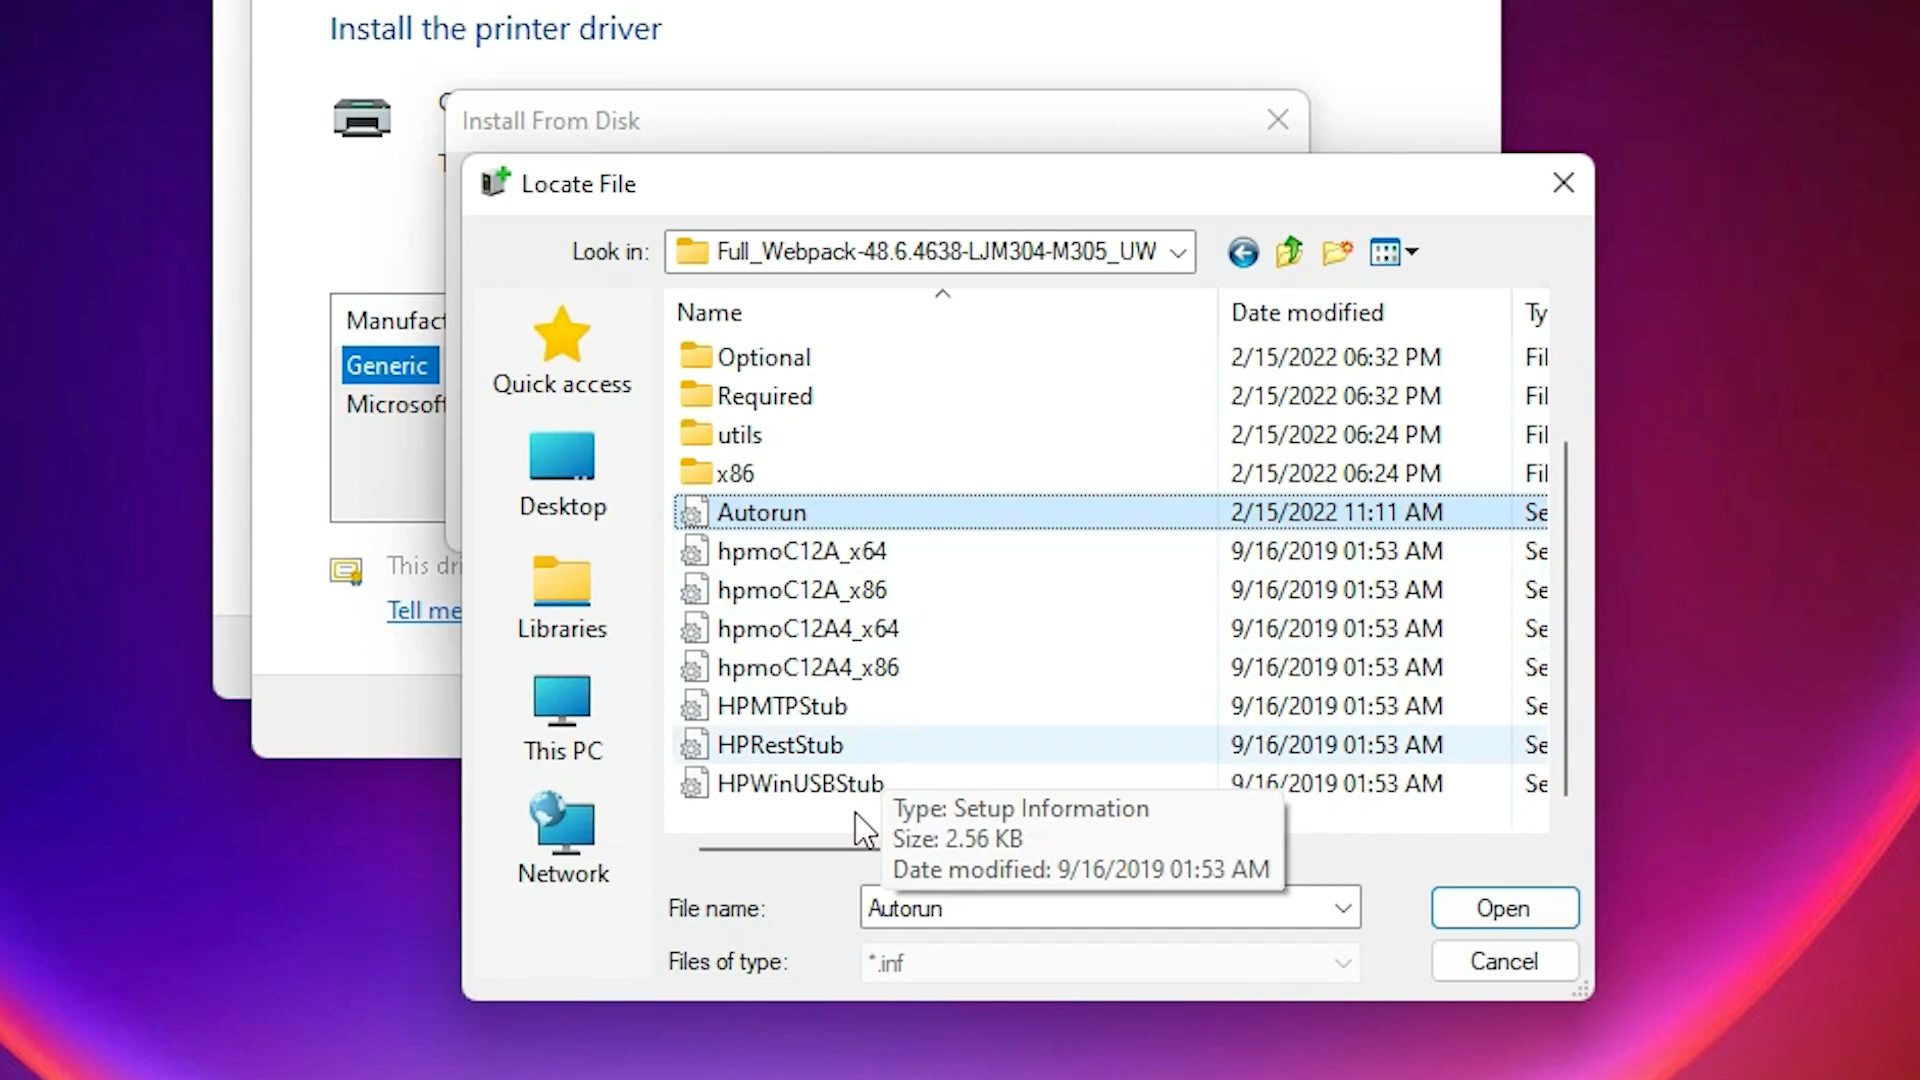 Install the printer driver
Install From Disk
Locate File
Look in: Full_Webpack-48.6.4638-LJM304-M305_UW
Name Date modified Ty
Optional 2/15/2022 06:32 PM Fil
Required 2/15/2022 06:32 PM Fil
utils 2/15/2022 06:24 PM Fil
x86 2/15/2022 06:24 PM Fil
Autorun 2/15/2022 11:11 AM Se
hpmoC12A_x64 9/16/2019 01:53 AM Se
hpmoC12A_x86 9/16/2019 01:53 AM Se
hpmoC12A4_x64 9/16/2019 01:53 AM Se
hpmoC12A4_x86 9/16/2019 01:53 AM Se
HPMTPStub 9/16/2019 01:53 AM Se
HPRestStub 9/16/2019 01:53 AM Se
HPWinUSBStub 9/16/2019 01:53 AM Se
Type: Setup Information
Size: 2.56 KB
Date modified: 9/16/2019 01:53 AM
Quick access
Desktop
Libraries
This PC
Network
File name: Autorun Open
Files of type: *.inf Cancel
Manufact
Generic
Microsoft
This dri
Tell me